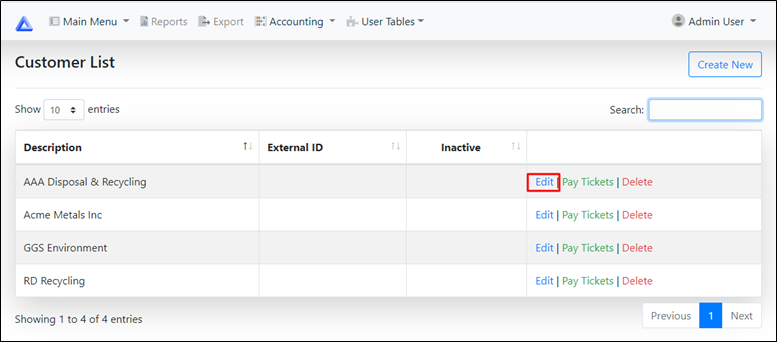 Main Menu Reports Export Accounting User Tables Admin User
Customer List Create New
Show 10 entries Search:
Description External ID Inactive
AAA Disposal & Recycling Edit | Pay Tickets | Delete
Acme Metals Inc Edit | Pay Tickets | Delete
GGS Environment Edit | Pay Tickets | Delete
RD Recycling Edit | Pay Tickets | Delete
Showing 1 to 4 of 4 entries Previous 1 Next